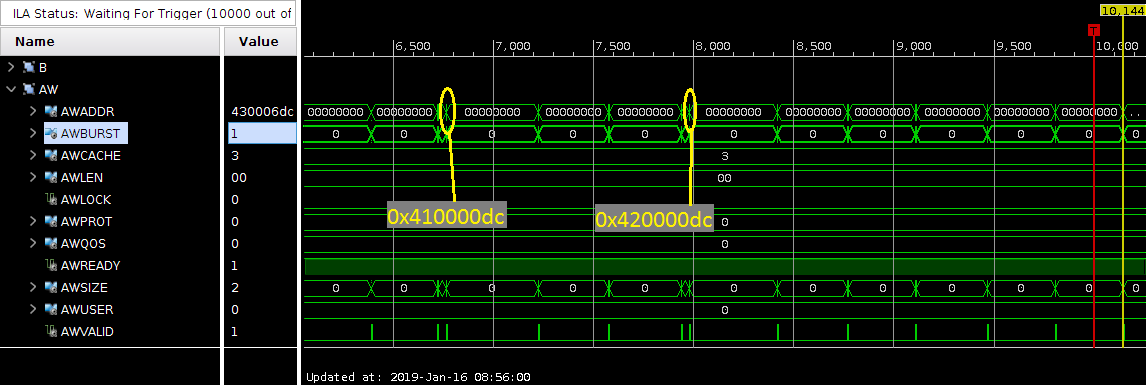 ILA Status: Waiting For Trigger (10000 out of
Name Value
10,144
6,500 7,000 7,500 8,000 8,500 9,000 9,500 10,000
B
AW
AWADDR 430006dc 00000000 00000000 00000000 00000000 00000000 00000000 00000000 00000000 00000000 00000000 ..
AWBURST 1 0 0 0 0 0 0 0 0 0 0 0
AWCACHE 3 3
AWLEN 00 00
AWLOCK 0
0x410000dc 0x420000dc
AWPROT 0 0
AWQOS 0 0
AWREADY 1
AWSIZE 2 0 0 0 0 0 0 0 0 0 0 0
AWUSER 0 0
AWVALID 1
Updated at: 2019-Jan-16 08:56:00